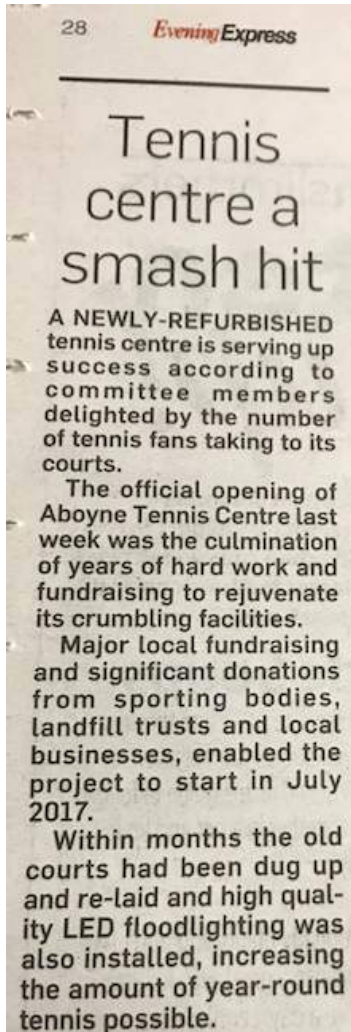 28
Evening Express
Tennis
centre a
smash hit
A NEWLY-REFURBISHED
tennis centre is serving up
success according to
committee members
delighted by the number
of tennis fans taking to its
courts.
The official opening of
Aboyne Tennis Centre last
week was the culmination
of years of hard work and
fundraising to rejuvenate
its crumbling facilities.
Major local fundraising
and significant donations
from sporting bodies,
landfill trusts and local
businesses, enabled the
project to start in July
2017.
Within months the old
courts had been dug up
and re-laid and high qual-
ity LED floodlighting was
also installed, increasing
the amount of year-round
tennis possible.